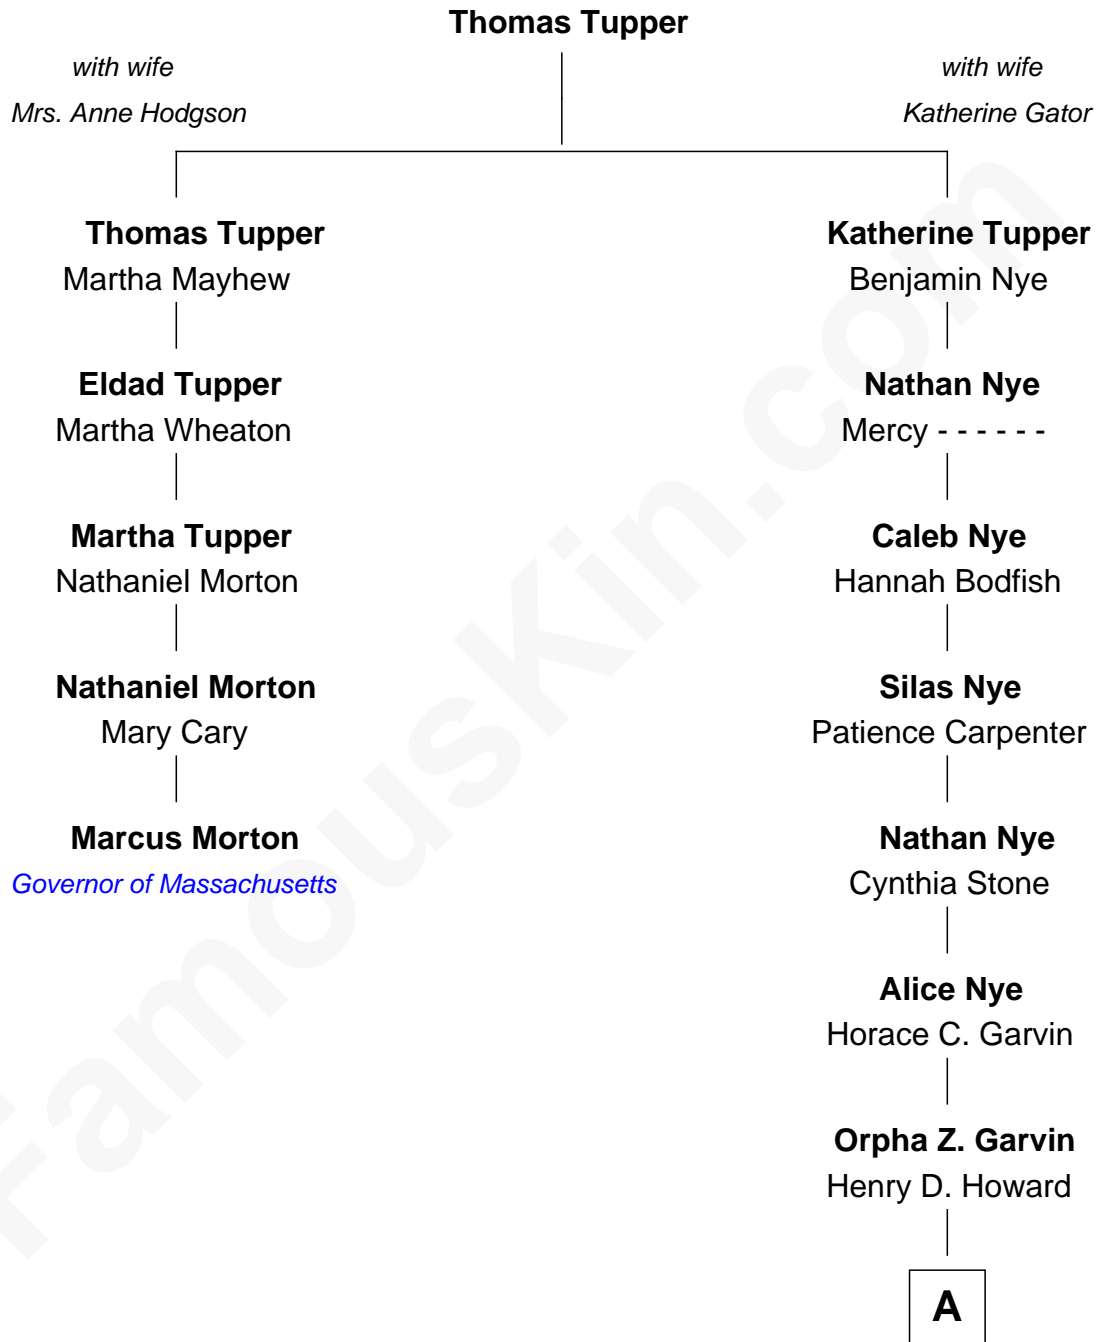 Thomas Tupper
with wife
Mrs. Anne Hodgson
with wife
Katherine Gator
Thomas Tupper
Martha Mayhew
Katherine Tupper
Benjamin Nye
Eldad Tupper
Martha Wheaton
Nathan Nye
Mercy - - - - - -
Martha Tupper
Nathaniel Morton
Caleb Nye
Hannah Bodfish
Nathaniel Morton
Mary Cary
Silas Nye
Patience Carpenter
Marcus Morton
Governor of Massachusetts
Nathan Nye
Cynthia Stone
Alice Nye
Horace C. Garvin
Orpha Z. Garvin
Henry D. Howard
A
FamousKin.com